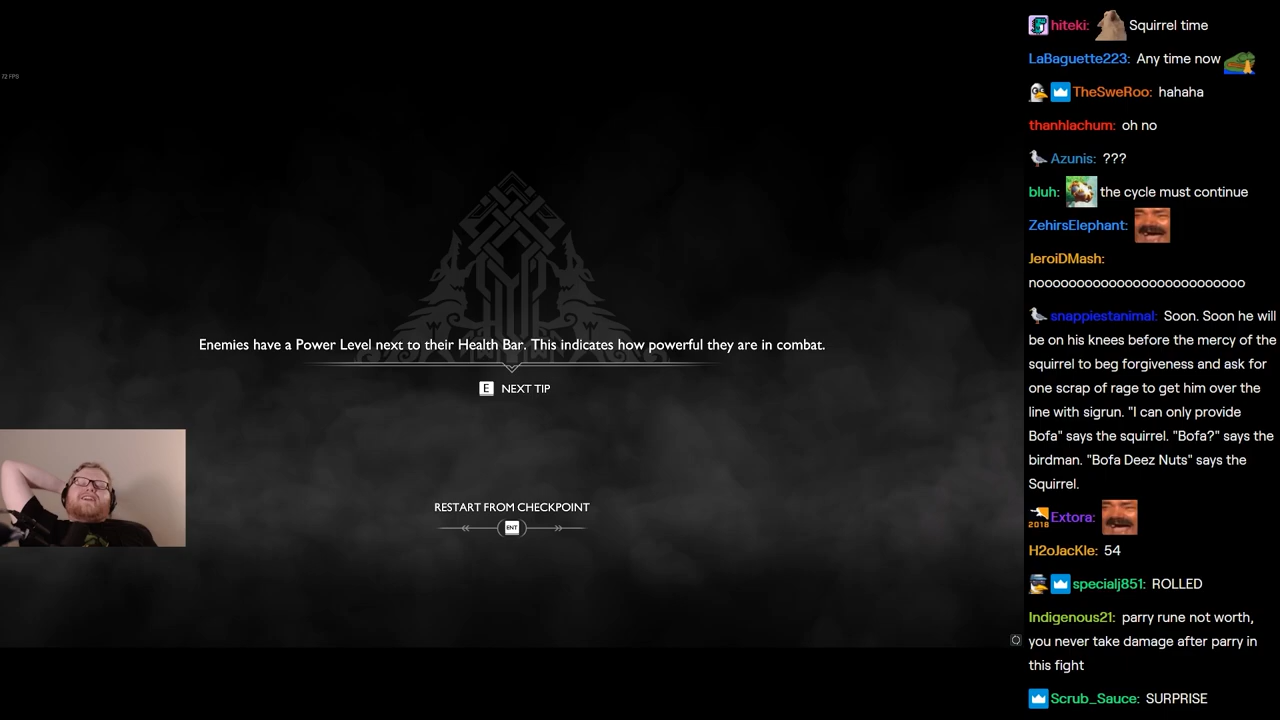 72 FPS
Enemies have a Power Level next to their Health Bar. This indicates how powerful they are in combat.
E NEXT TIP
RESTART FROM CHECKPOINT
ENT
hiteki: Squirrel time
LaBaguette223: Any time now
TheSweRoo: hahaha
thanhlachum: oh no
Azunis: ???
bluh: the cycle must continue
ZehirsElephant:
JeroiDMash:
noooooooooooooooooooooooooo
snappiestanimal: Soon. Soon he will
be on his knees before the mercy of the
squirrel to beg forgiveness and ask for
one scrap of rage to get him over the
line with sigrun. "I can only provide
Bofa" says the squirrel. "Bofa?" says the
birdman. "Bofa Deez Nuts" says the
Squirrel.
2018 Extora:
H2oJacKle: 54
specialj851: ROLLED
Indigenous21: parry rune not worth,
you never take damage after parry in
this fight
Scrub_Sauce: SURPRISE